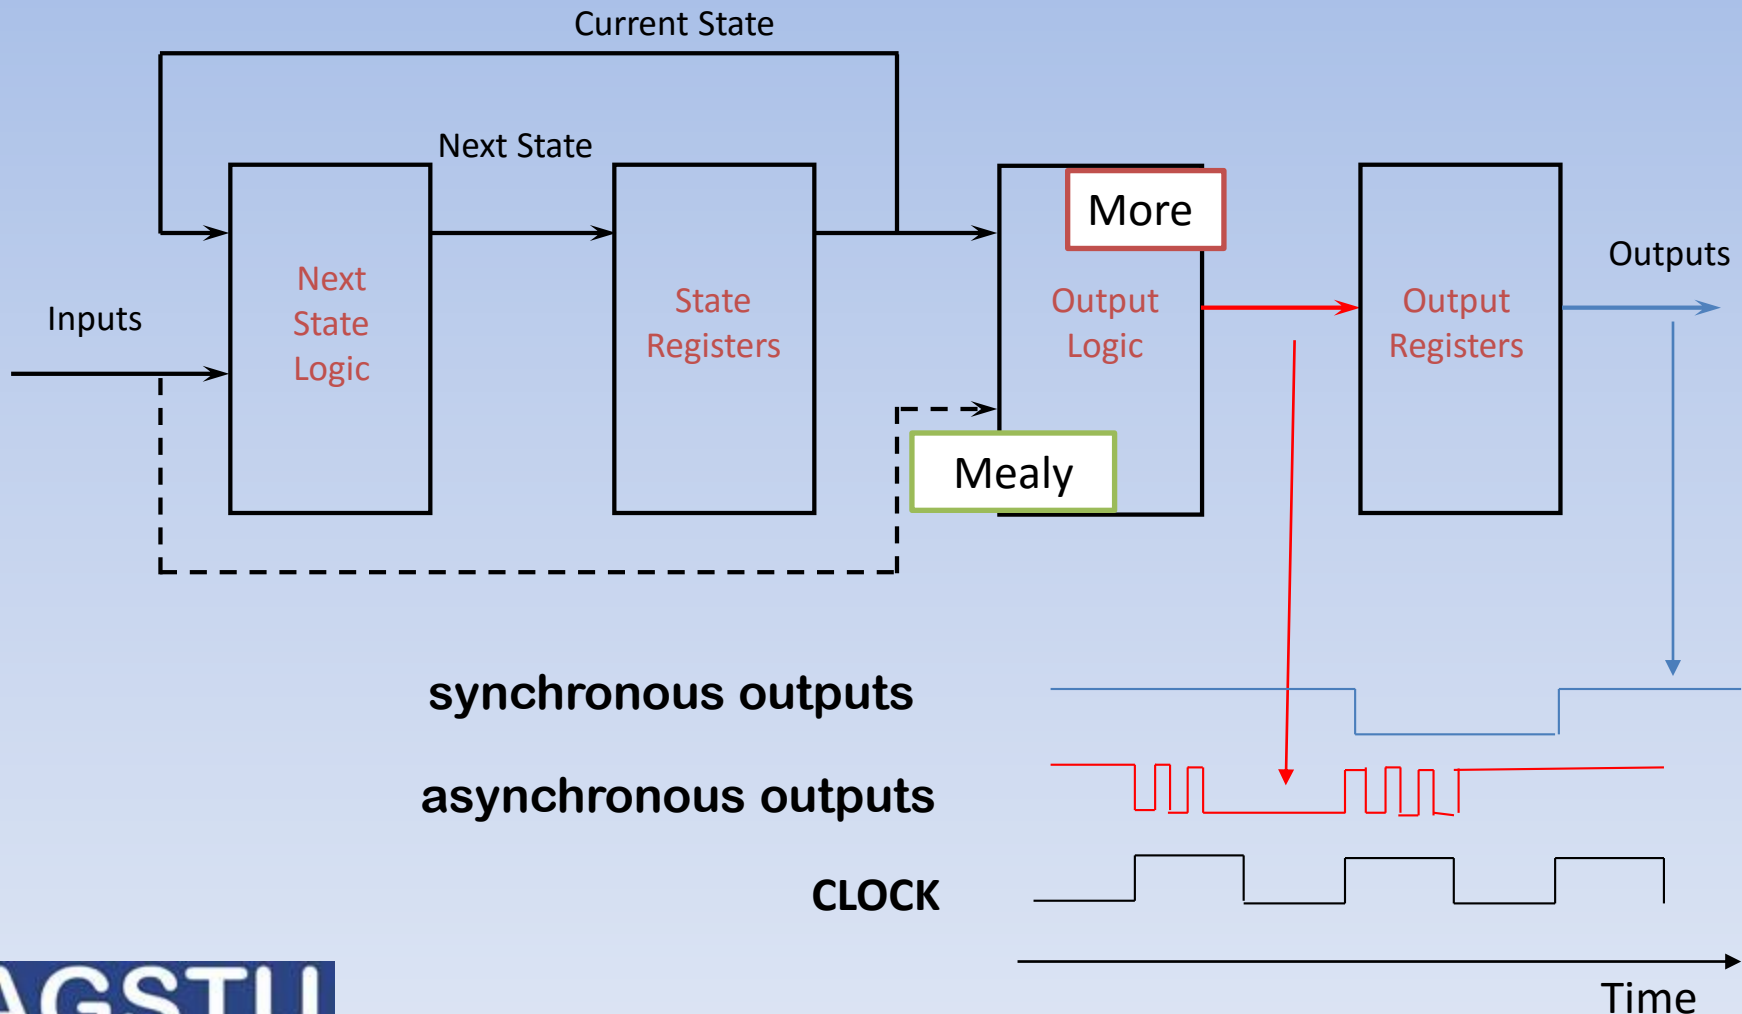 Current State
Next State
More
Outputs
Inputs
Next
State
Logic
State
Registers
Output
Logic
Output
Registers
Mealy
synchronous outputs
asynchronous outputs
CLOCK
Time
AGSTU